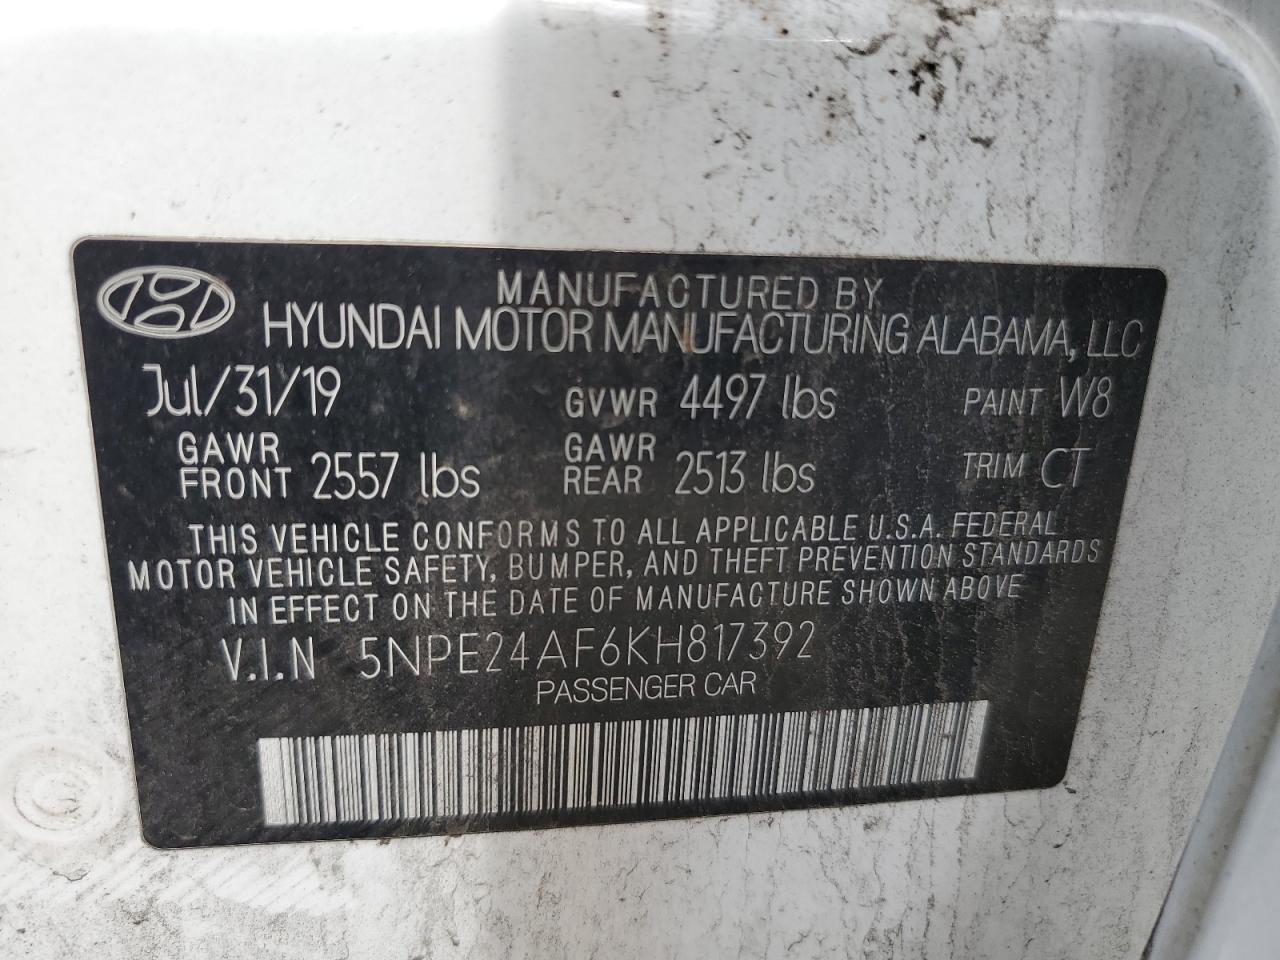 MANUFACTURED BY
HYUNDAI MOTOR MANUFACTURING ALABAMA, LLC
Jul/31/19 GVWR 4497 lbs PAINT W8
GAWR FRONT 2557 lbs GAWR REAR 2513 lbs TRIM CT
THIS VEHICLE CONFORMS TO ALL APPLICABLE U.S.A. FEDERAL
MOTOR VEHICLE SAFETY, BUMPER, AND THEFT PREVENTION STANDARDS
IN EFFECT ON THE DATE OF MANUFACTURE SHOWN ABOVE
V.I.N 5NPE24AF6KH817392
PASSENGER CAR